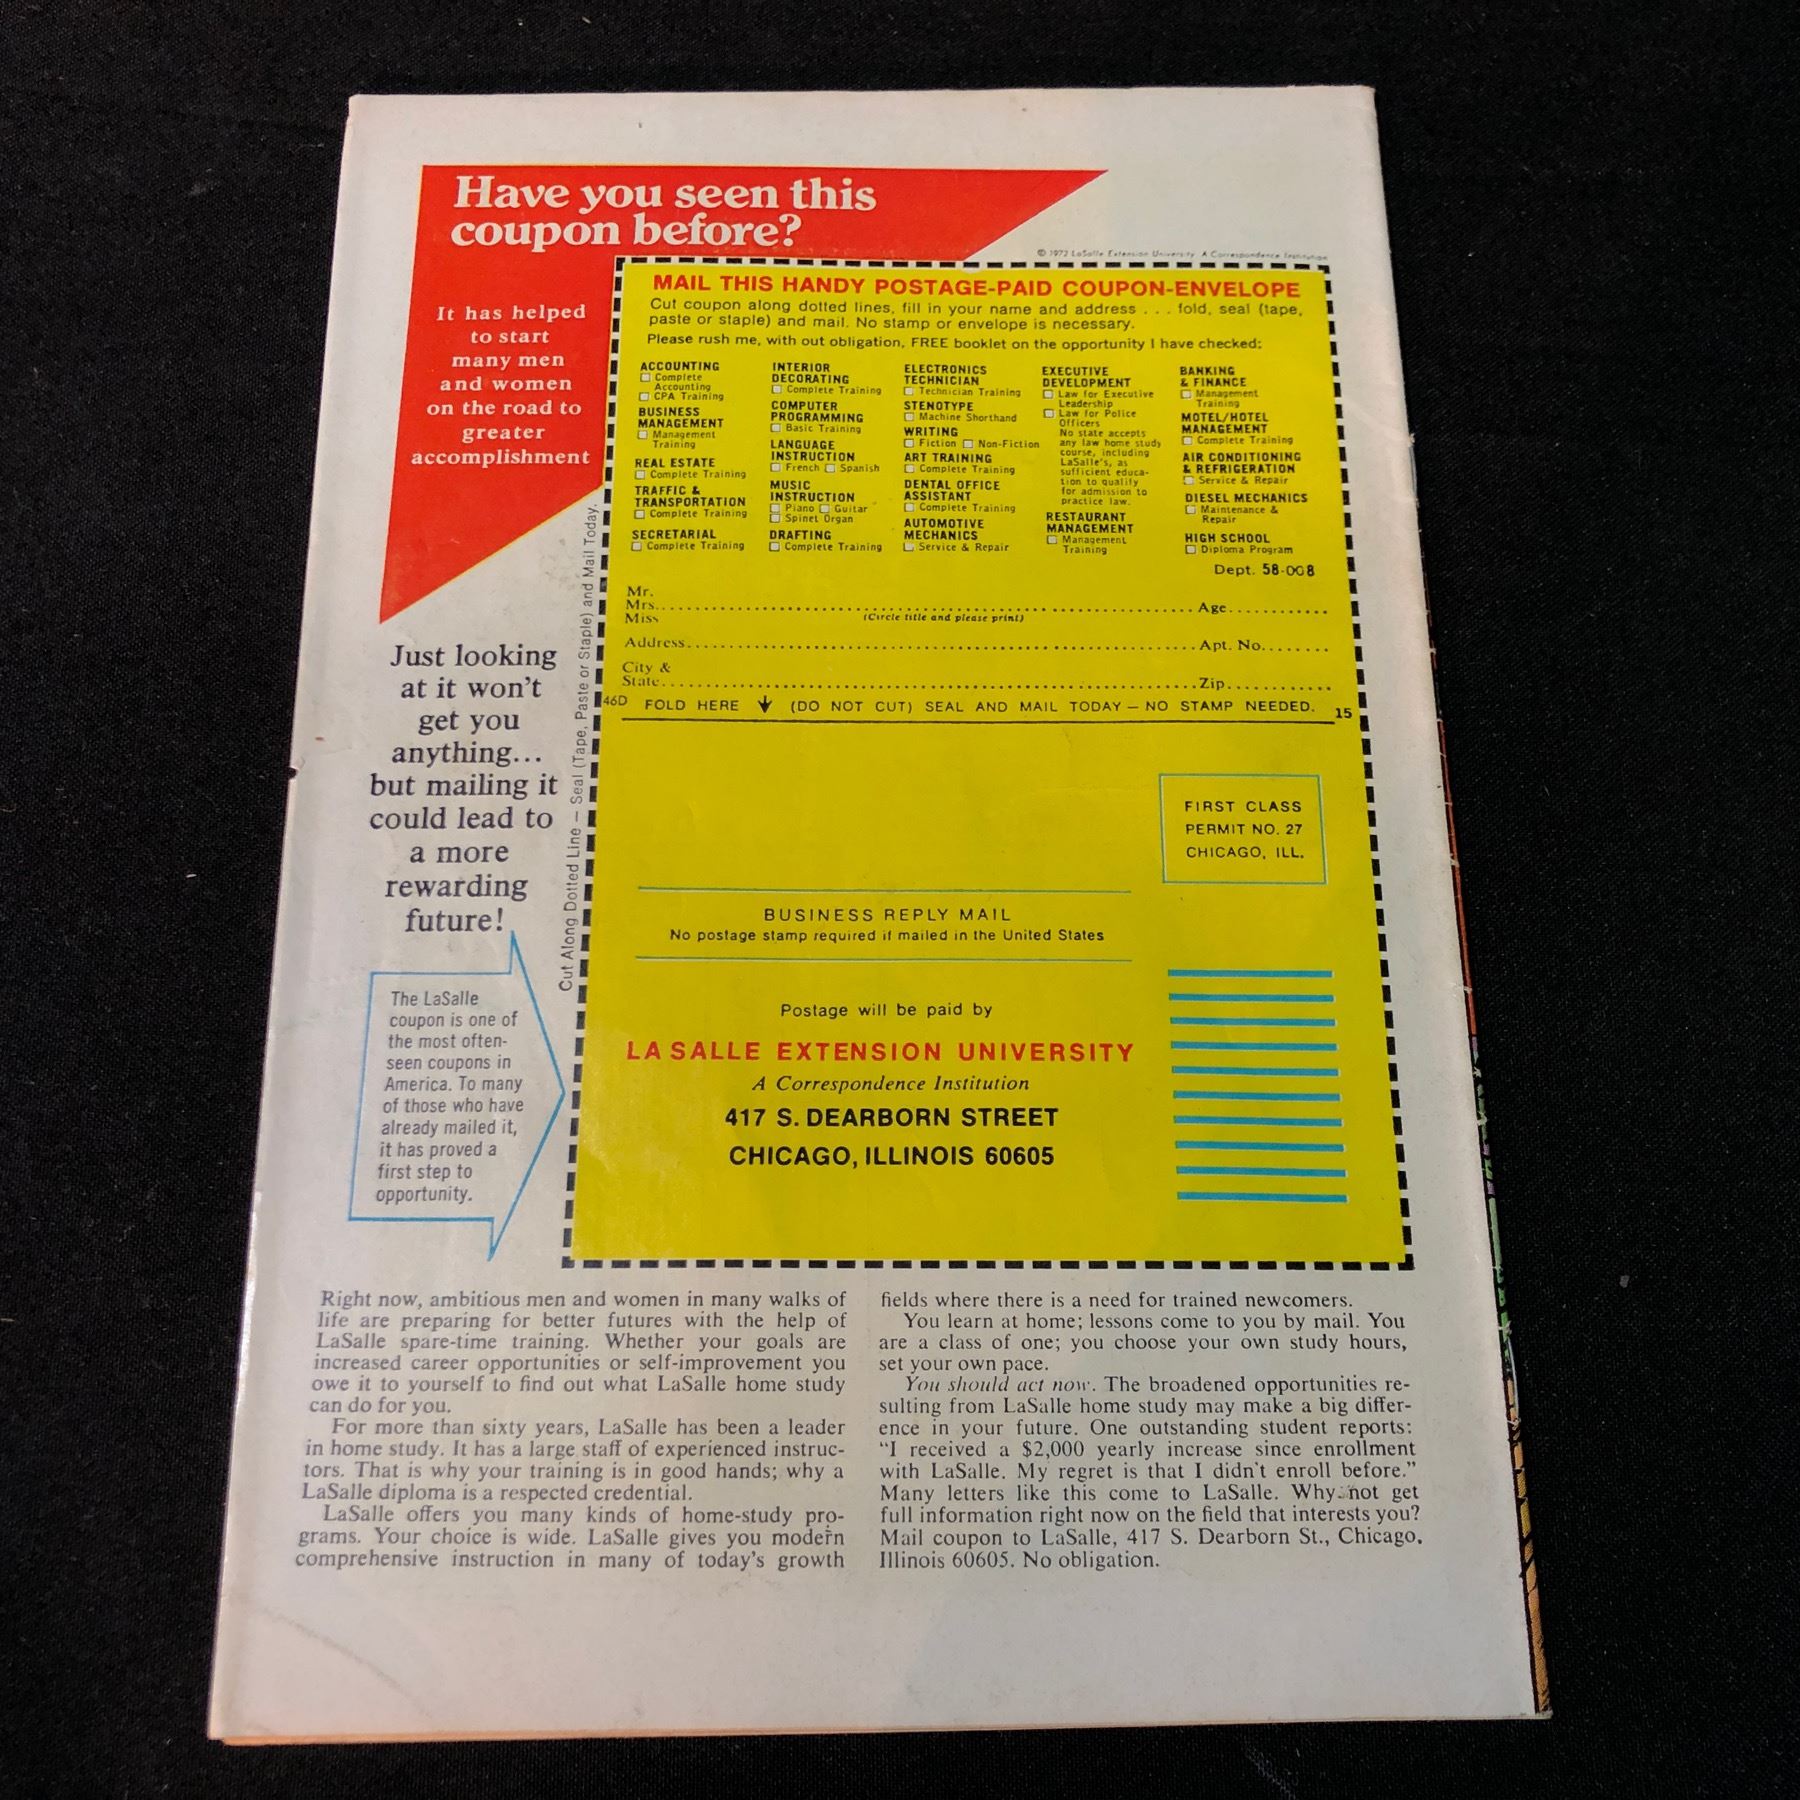 Have you seen this
coupon before?
It has helped
to start
many men
and women
on the road to
greater
accomplishment
© 1972 LaSalle Extension University A Correspondence Institution
MAIL THIS HANDY POSTAGE-PAID COUPON-ENVELOPE
Cut coupon along dotted lines, fill in your name and address . . . fold, seal (tape,
paste or staple) and mail. No stamp or envelope is necessary.
Please rush me, with out obligation, FREE booklet on the opportunity I have checked:
ACCOUNTING
☐ Complete
Accounting
☐ CPA Training
BUSINESS
MANAGEMENT
☐ Management
Training
REAL ESTATE
☐ Complete Training
TRAFFIC &
TRANSPORTATION
☐ Complete Training
SECRETARIAL
☐ Complete Training
INTERIOR
DECORATING
☐ Complete Training
COMPUTER
PROGRAMMING
☐ Basic Training
LANGUAGE
INSTRUCTION
☐ French ☐ Spanish
MUSIC
INSTRUCTION
☐ Piano ☐ Guitar
☐ Spinet Organ
DRAFTING
☐ Complete Training
ELECTRONICS
TECHNICIAN
☐ Technician Training
STENOTYPE
☐ Machine Shorthand
WRITING
☐ Fiction ☐ Non-Fiction
ART TRAINING
☐ Complete Training
DENTAL OFFICE
ASSISTANT
☐ Complete Training
AUTOMOTIVE
MECHANICS
☐ Service & Repair
EXECUTIVE
DEVELOPMENT
☐ Law for Executive
Leadership
☐ Law for Police
Officers
No state accepts
any law home study
course, including
LaSalle's, as
sufficient educa-
tion to qualify
for admission to
practice law.
RESTAURANT
MANAGEMENT
☐ Management
Training
BANKING
& FINANCE
☐ Management
Training
MOTEL/HOTEL
MANAGEMENT
☐ Complete Training
AIR CONDITIONING
& REFRIGERATION
☐ Service & Repair
DIESEL MECHANICS
☐ Maintenance &
Repair
HIGH SCHOOL
☐ Diploma Program
Dept. 58-008
Mr.
Mrs. Age
Miss (Circle title and please print)
Address Apt. No.
City &
State Zip
46D FOLD HERE (DO NOT CUT) SEAL AND MAIL TODAY — NO STAMP NEEDED. 15
Cut Along Dotted Line — Seal (Tape, Paste or Staple) and Mail Today.
Just looking
at it won't
get you
anything...
but mailing it
could lead to
a more
rewarding
future!
FIRST CLASS
PERMIT NO. 27
CHICAGO, ILL.
BUSINESS REPLY MAIL
No postage stamp required if mailed in the United States
Postage will be paid by
LA SALLE EXTENSION UNIVERSITY
A Correspondence Institution
417 S. DEARBORN STREET
CHICAGO, ILLINOIS 60605
The LaSalle
coupon is one of
the most often-
seen coupons in
America. To many
of those who have
already mailed it,
it has proved a
first step to
opportunity.
Right now, ambitious men and women in many walks of
life are preparing for better futures with the help of
LaSalle spare-time training. Whether your goals are
increased career opportunities or self-improvement you
owe it to yourself to find out what LaSalle home study
can do for you.
For more than sixty years, LaSalle has been a leader
in home study. It has a large staff of experienced instruc-
tors. That is why your training is in good hands; why a
LaSalle diploma is a respected credential.
LaSalle offers you many kinds of home-study pro-
grams. Your choice is wide. LaSalle gives you modern
comprehensive instruction in many of today's growth
fields where there is a need for trained newcomers.
You learn at home; lessons come to you by mail. You
are a class of one; you choose your own study hours,
set your own pace.
You should act now. The broadened opportunities re-
sulting from LaSalle home study may make a big differ-
ence in your future. One outstanding student reports:
"I received a $2,000 yearly increase since enrollment
with LaSalle. My regret is that I didn't enroll before."
Many letters like this come to LaSalle. Why not get
full information right now on the field that interests you?
Mail coupon to LaSalle, 417 S. Dearborn St., Chicago,
Illinois 60605. No obligation.